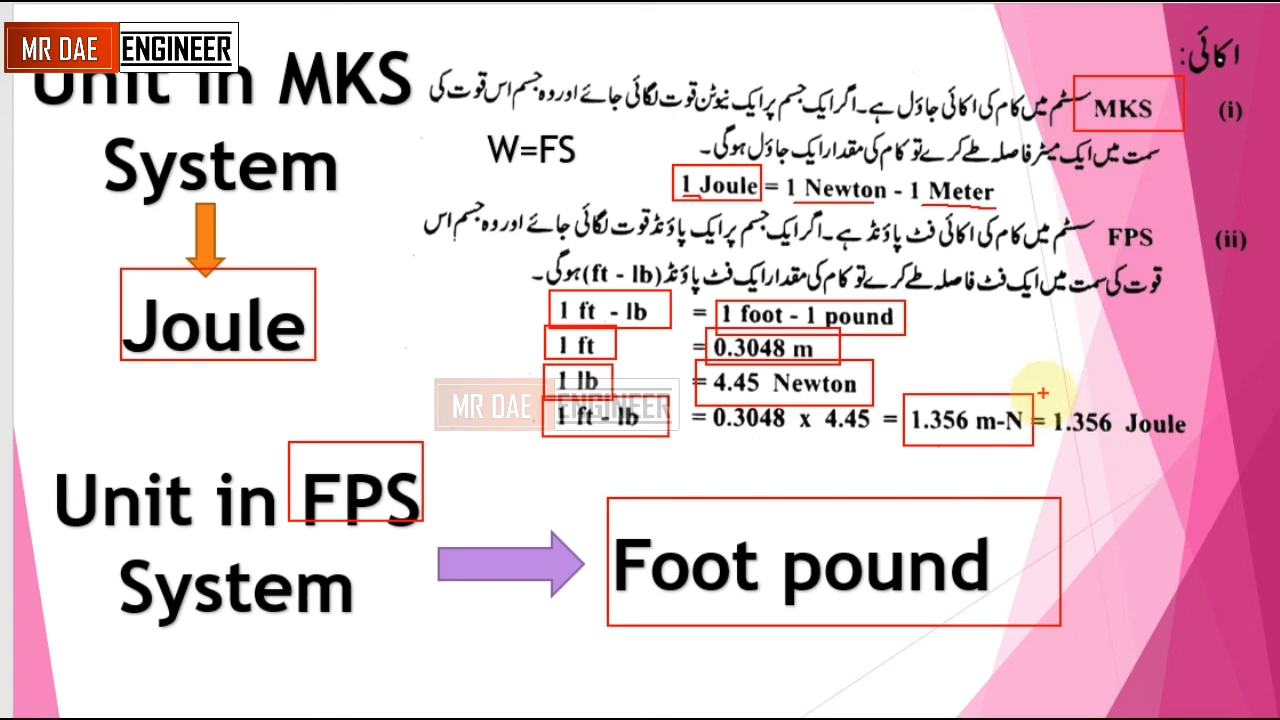 MR DAE ENGINEER
Unit in MKS
System
Joule
Unit in FPS
System
Foot pound
اکائی:
(i) MKS سسٹم میں کام کی اکائی جاؤل ہے۔ اگر ایک جسم پر ایک نیوٹن قوت لگائی جائے اور وہ جسم اس قوت کی
سمت میں ایک میٹر فاصلہ طے کرے تو کام کی مقدار ایک جاؤل ہوگی۔
W=FS
1 Joule = 1 Newton - 1 Meter
(ii) FPS سسٹم میں کام کی اکائی فٹ پاؤنڈ ہے۔ اگر ایک جسم پر ایک پاؤنڈ قوت لگائی جائے اور وہ جسم اس
قوت کی سمت میں ایک فٹ فاصلہ طے کرے تو کام کی مقدار ایک فٹ پاؤنڈ (ft - lb) ہوگی۔
1 ft - lb = 1 foot - 1 pound
1 ft = 0.3048 m
1 lb = 4.45 Newton
1 ft - lb = 0.3048 x 4.45 = 1.356 m-N = 1.356 Joule
MR DAE ENGINEER